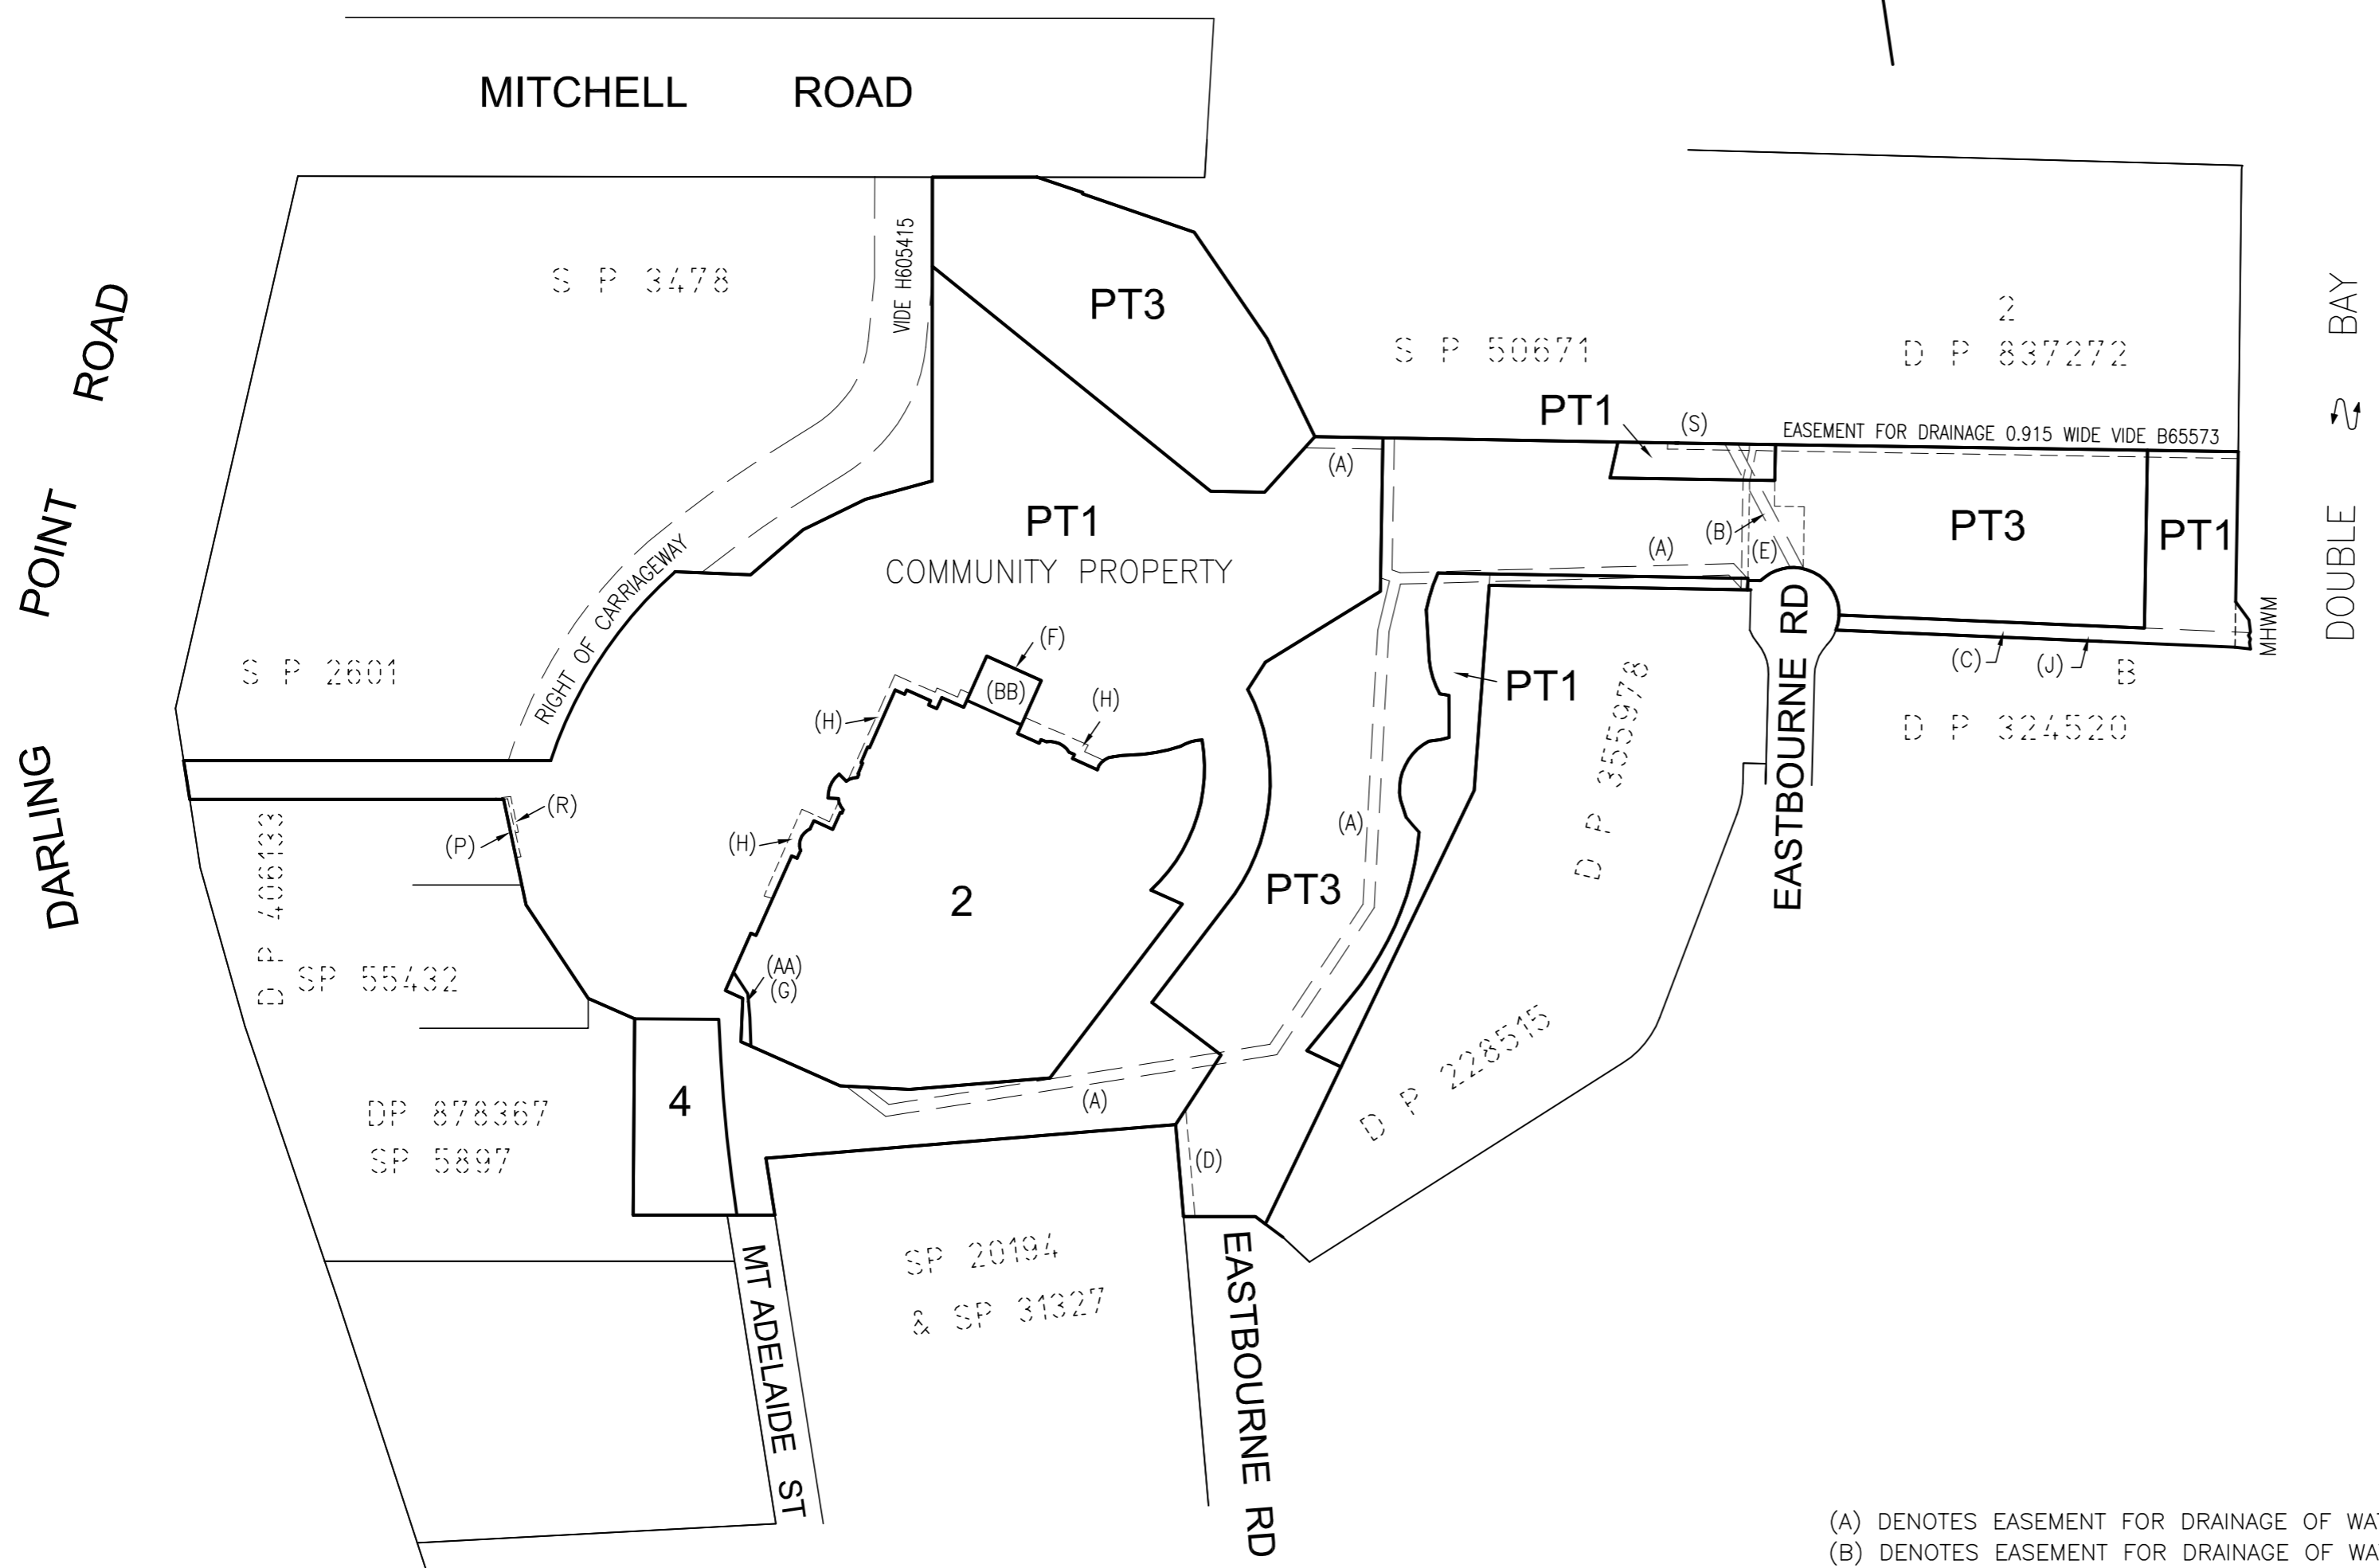 MITCHELL ROAD
DARLING POINT ROAD
S P 3478
VIDE H605415
RIGHT OF CARRIAGEWAY
PT3
S P 50671
2
D P 837272
DOUBLE BAY
PT1
(S)
EASEMENT FOR DRAINAGE 0.915 WIDE VIDE B65573
(A)
PT1
COMMUNITY PROPERTY
(B)
(E)
(A)
PT3
PT1
MHWM
S P 2601
(F)
(BB)
(H)
(H)
(H)
PT1
EASTBOURNE RD
(C)
(J)
B
D P 324520
D P 355978
(R)
(P)
D P 406133
SP 55432
2
(AA)
(G)
PT3
(A)
D P 228515
DP 878367
SP 5897
4
(A)
(D)
SP 20194
& SP 31327
MT ADELAIDE ST
EASTBOURNE RD
(A) DENOTES EASEMENT FOR DRAINAGE OF
(B) DENOTES EASEMENT FOR DRAINAGE OF